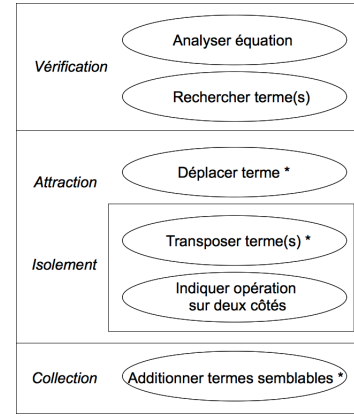 Vérification
Analyser équation
Rechercher terme(s)
Attraction
Déplacer terme *
Isolement
Transposer terme(s) *
Indiquer opération
sur deux côtés
Collection
Additionner termes semblables *